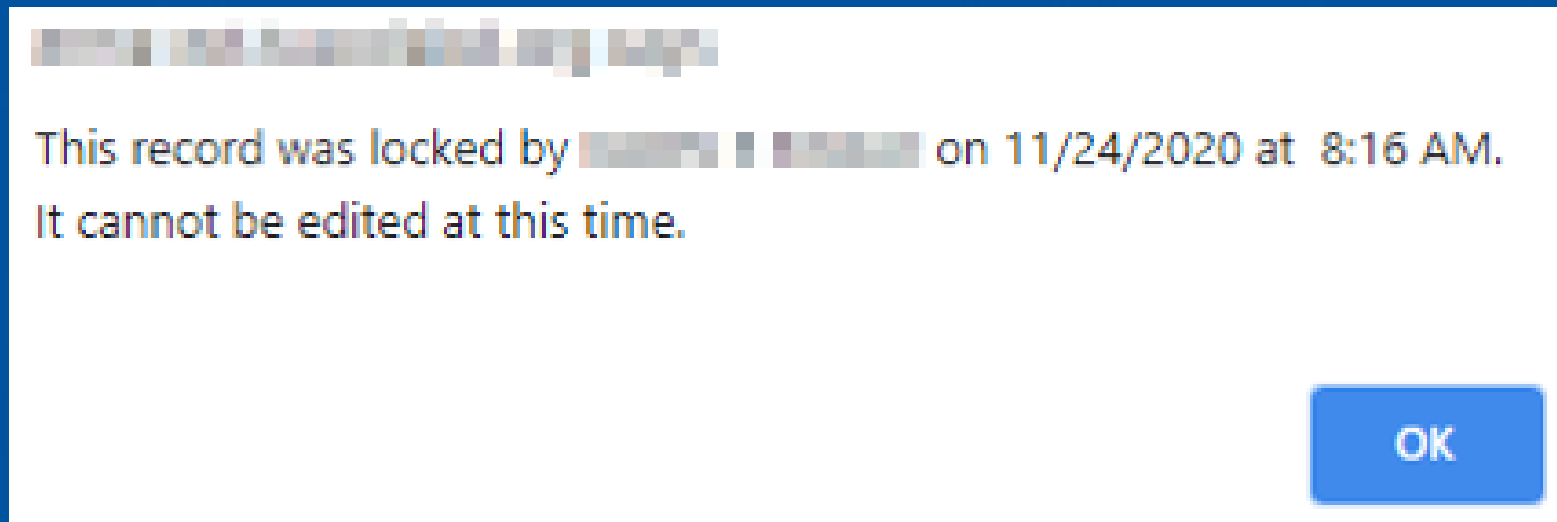 This record was locked by on 11/24/2020 at 8:16 AM.
It cannot be edited at this time.
OK